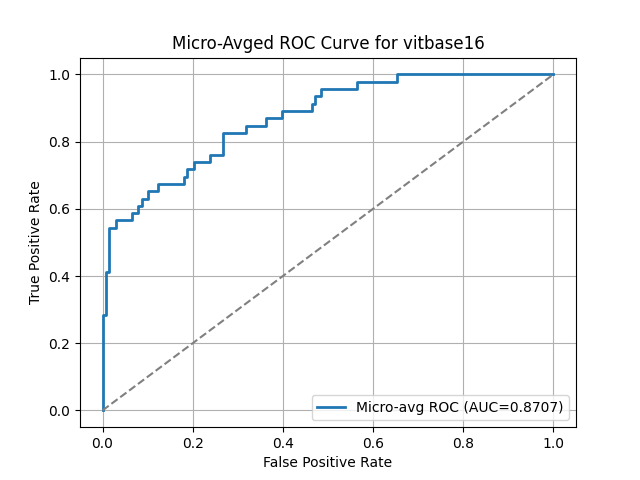 Micro-Avged ROC Curve for vitbase16
True Positive Rate
1.0
0.8
0.6
0.4
0.2
0.0
Micro-avg ROC (AUC=0.8707)
0.0 0.2 0.4 0.6 0.8 1.0
False Positive Rate